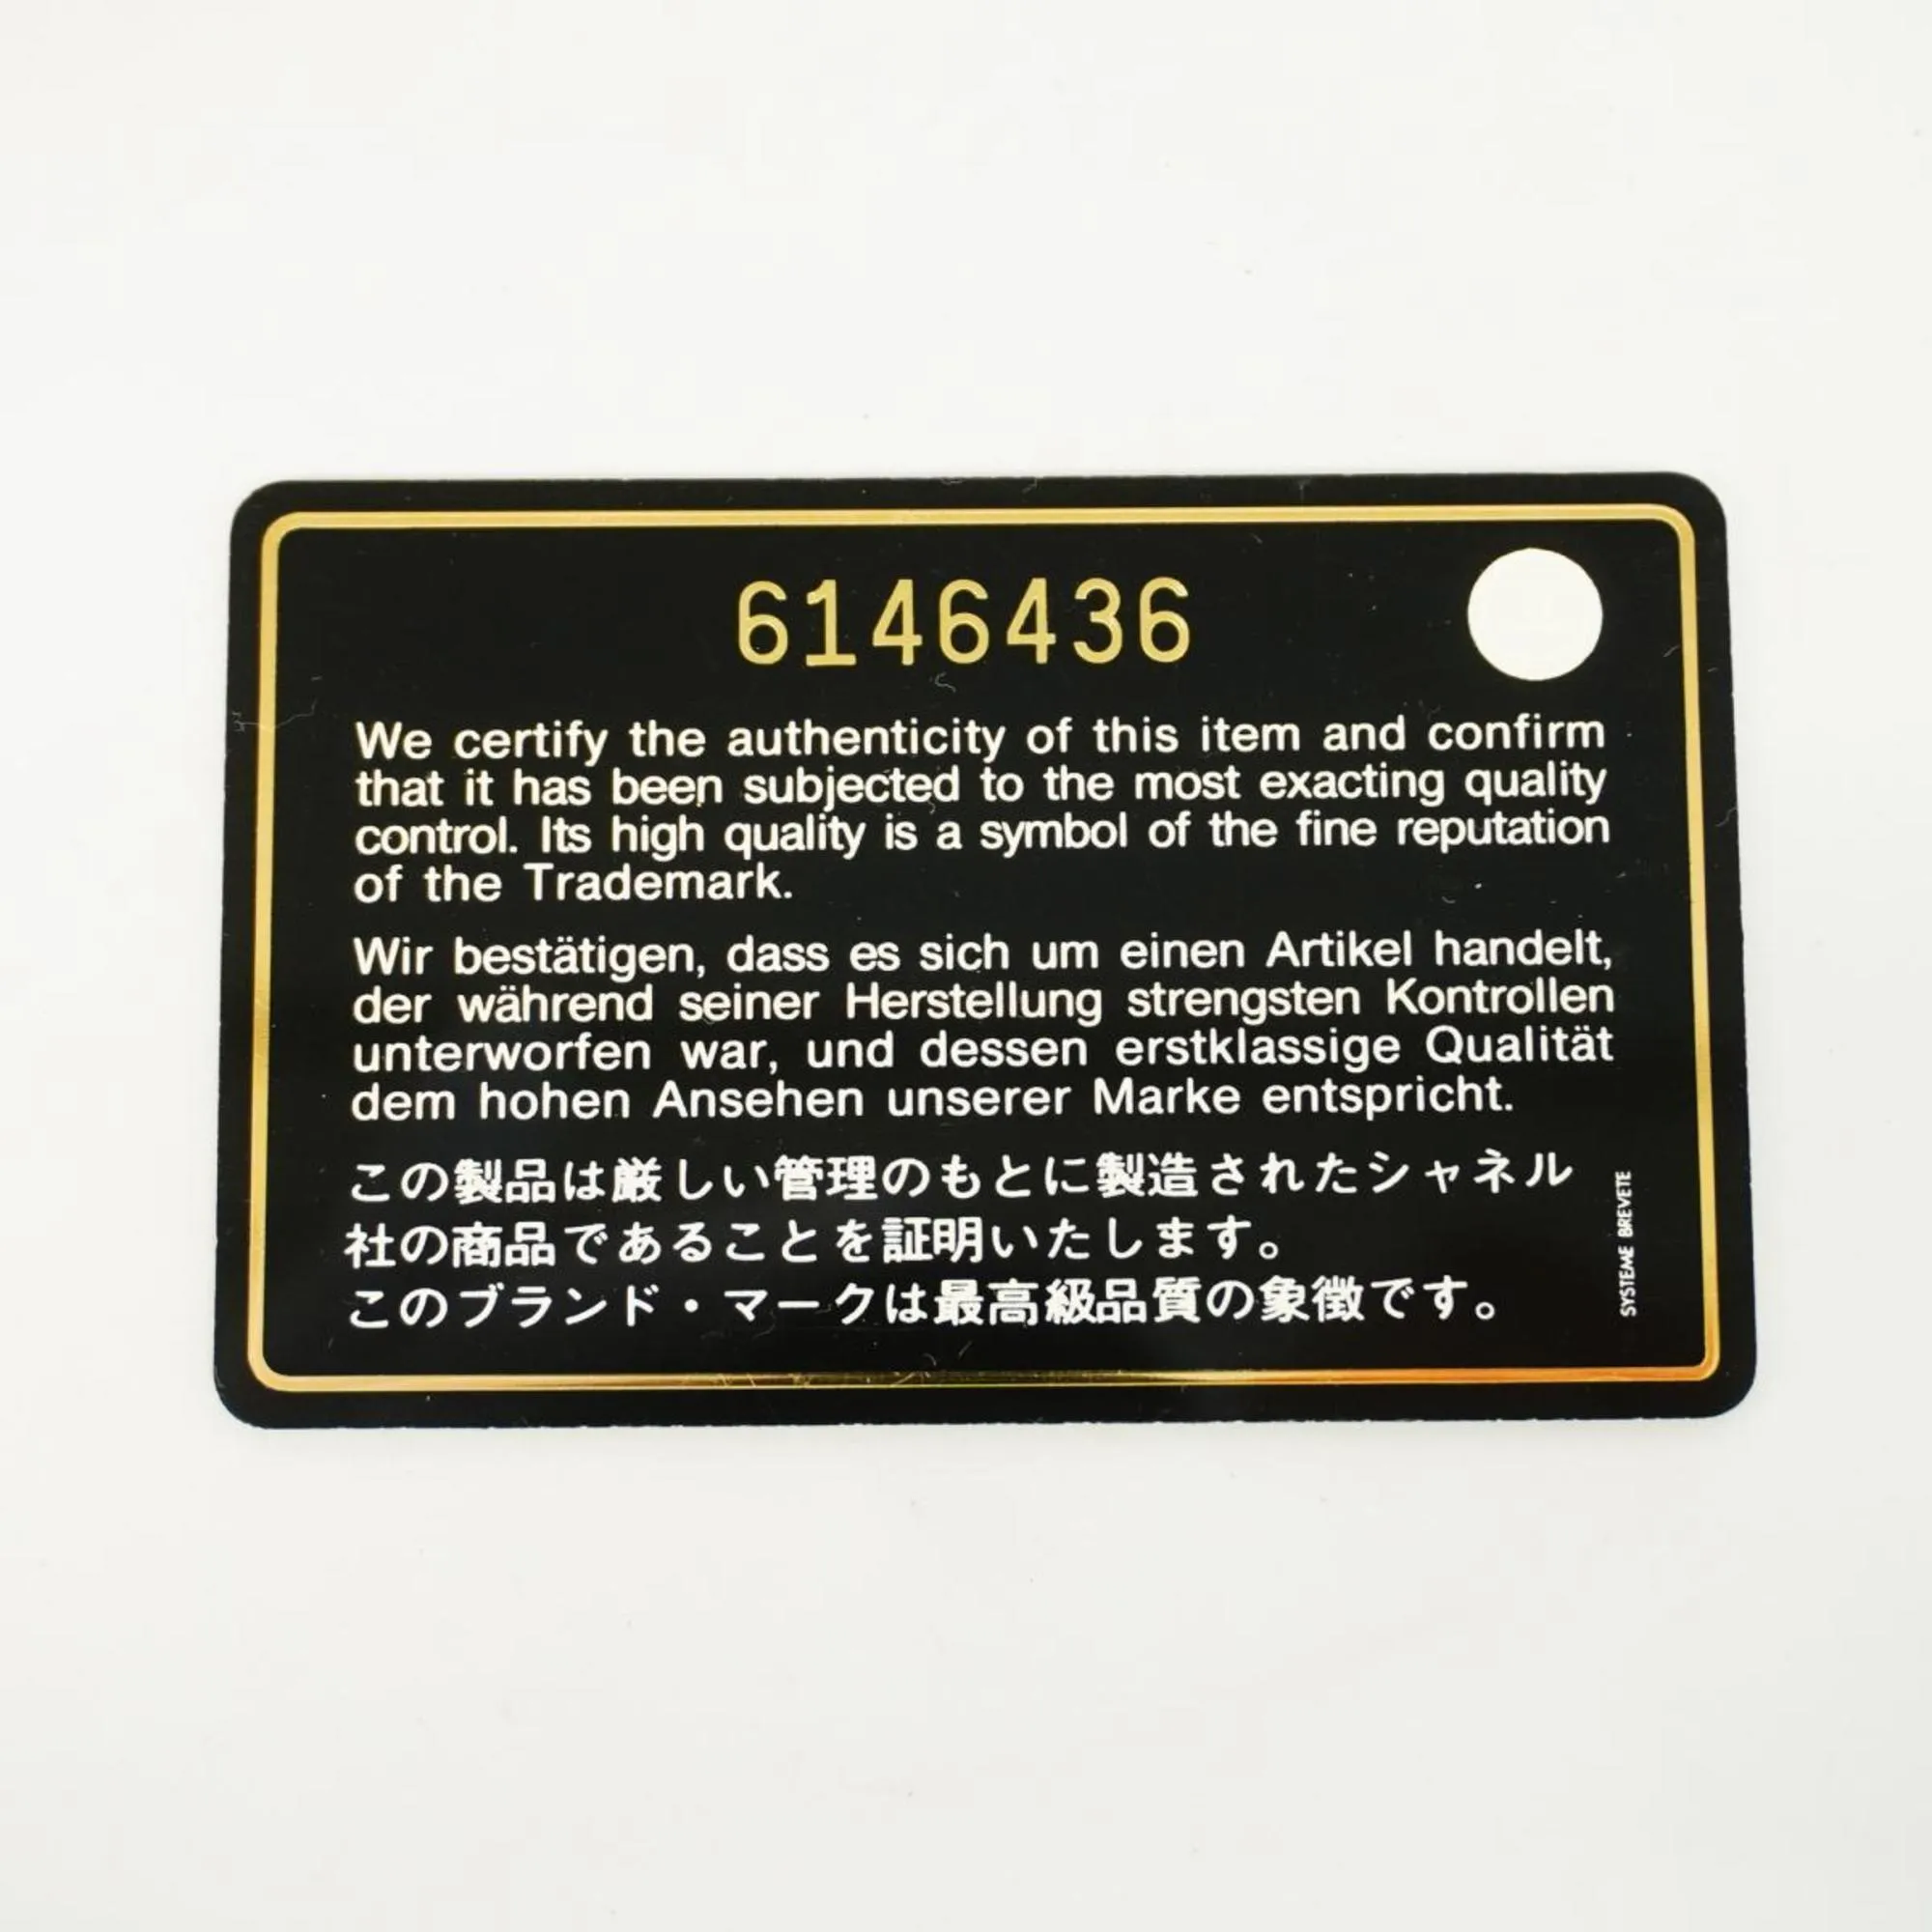 6146436
We certify the authenticity of this item and confirm
that it has been subjected to the most exacting quality
control. Its high quality is a symbol of the fine reputation
of the Trademark.
Wir bestätigen, dass es sich um einen Artikel handelt,
der während seiner Herstellung strengsten Kontrollen
unterworfen war, und dessen erstklassige Qualität
dem hohen Ansehen unserer Marke entspricht.
この製品は厳しい管理のもとに製造されたシャネル
社の商品であることを証明いたします。
このブランド・マークは最高級品質の象徴です。
SYSTEME BREVETE